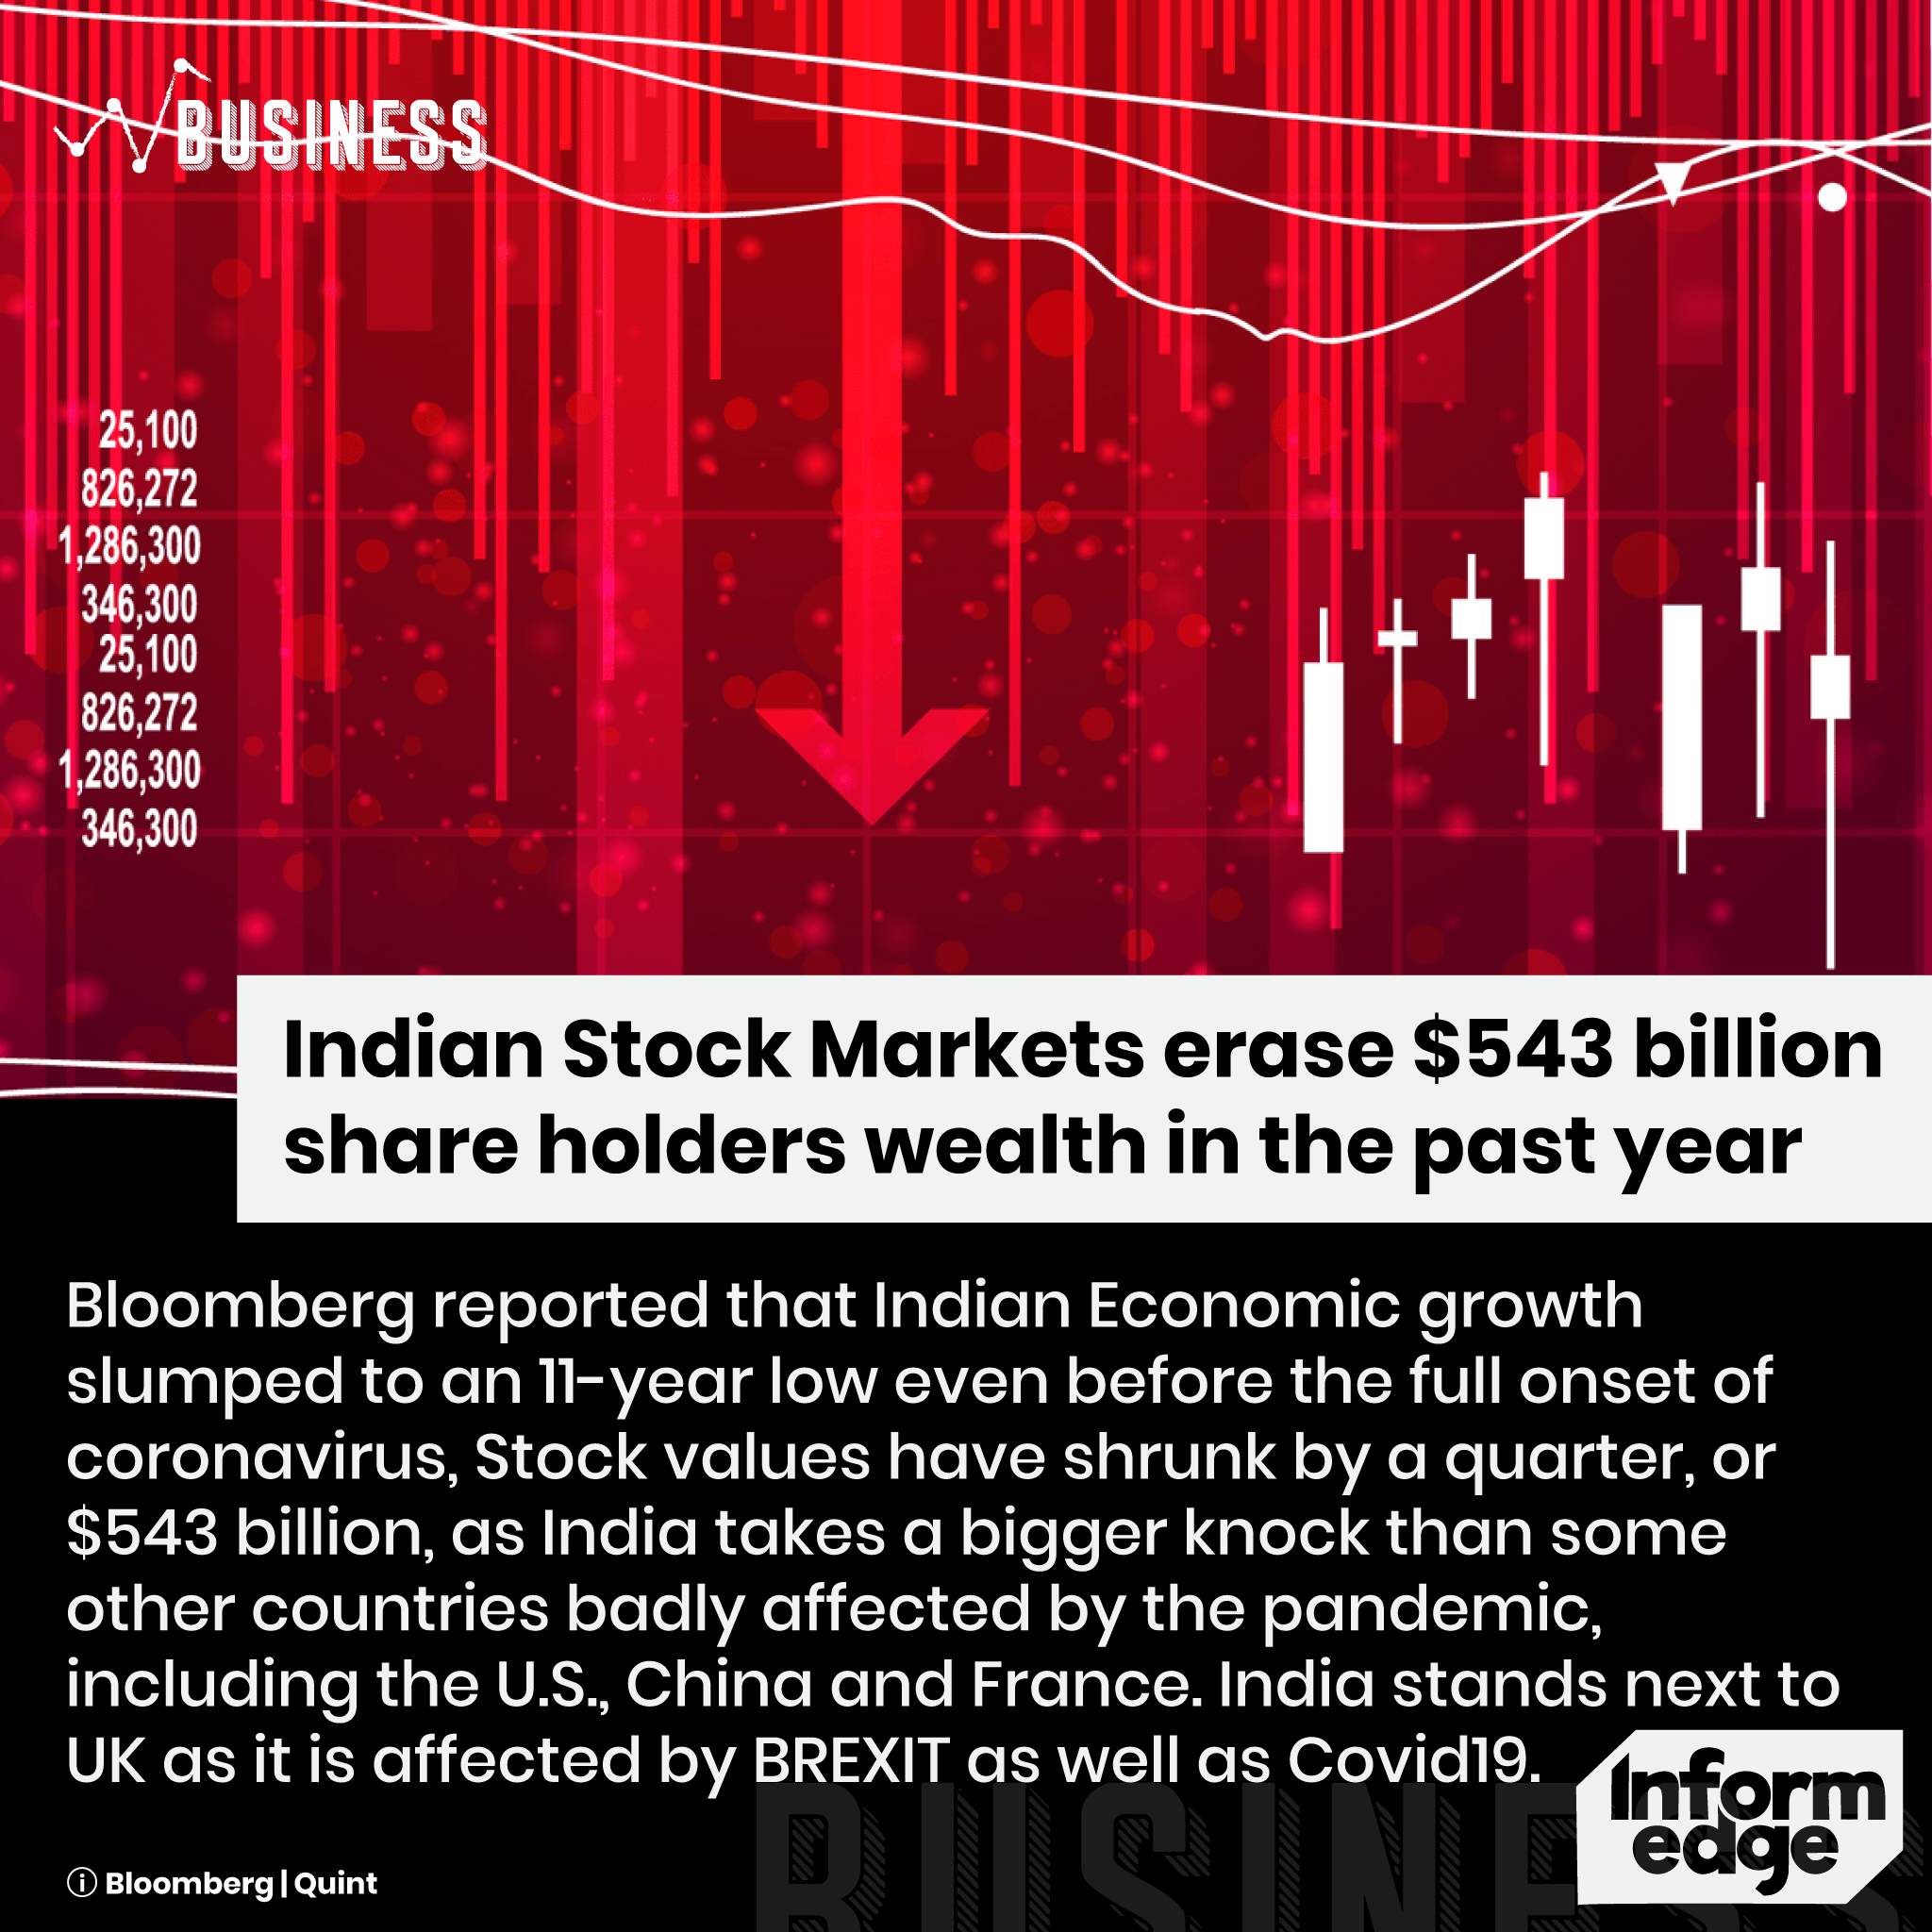 BUSINESS
25,100
826,272
1,286,300
346,300
25,100
826,272
1,286,300
346,300
Indian Stock Markets erase $543 billion
share holders wealth in the past year
Bloomberg reported that Indian Economic growth
slumped to an 11-year low even before the full onset of
coronavirus, Stock values have shrunk by a quarter, or
$543 billion, as India takes a bigger knock than some
other countries badly affected by the pandemic,
including the U.S., China and France. India stands next to
UK as it is affected by BREXIT as well as Covid19.
Inform
edge
BUSINESS
Bloomberg | Quint